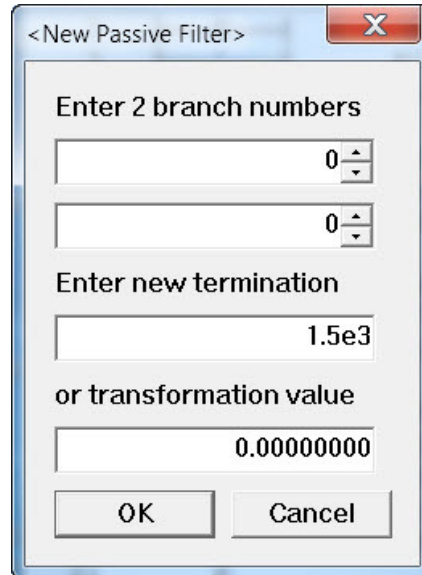 <New Passive Filter>
X
Enter 2 branch numbers
0
0
Enter new termination
1.5e3
or transformation value
0.00000000
OK
Cancel